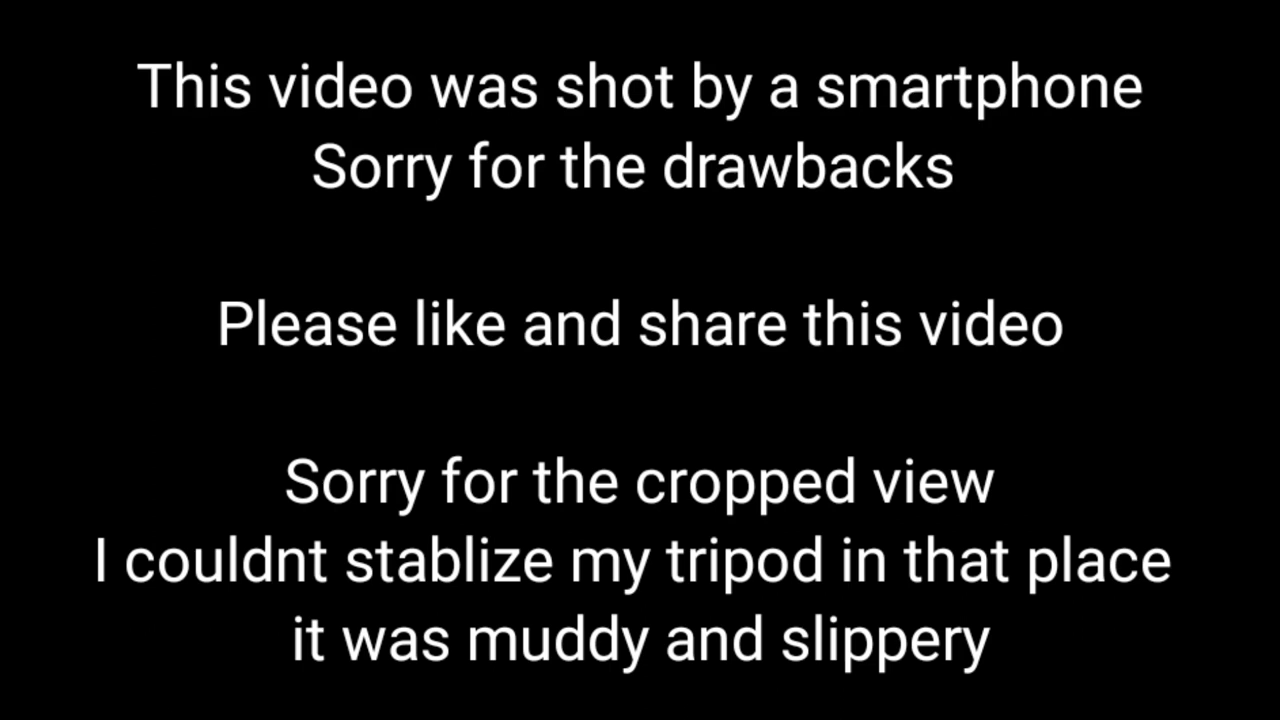 This video was shot by a smartphone
Sorry for the drawbacks
Please like and share this video
Sorry for the cropped view
I couldnt stablize my tripod in that place
it was muddy and slippery